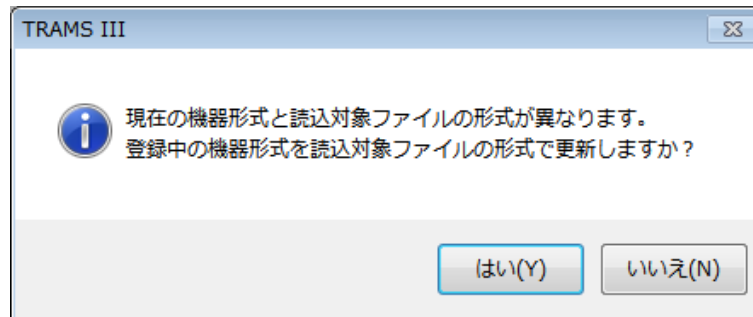 TRAMS III
現在の機器形式と読込対象ファイルの形式が異なります。
登録中の機器形式を読込対象ファイルの形式で更新しますか？
はい(Y)
いいえ(N)